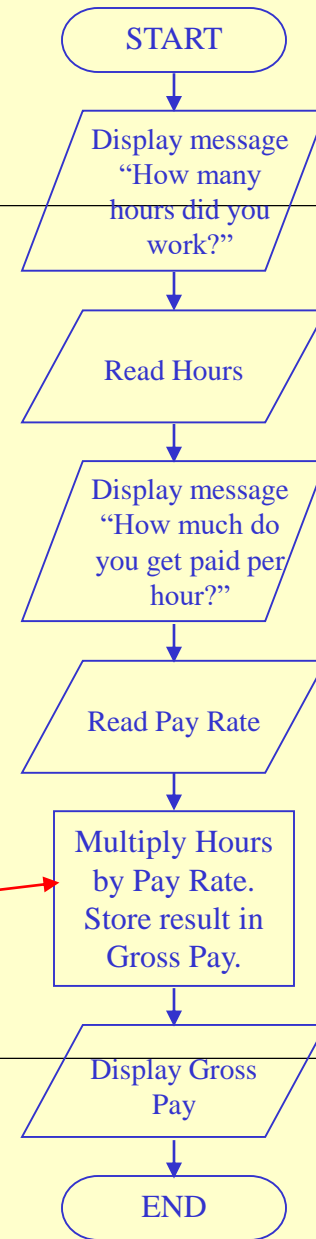 START
Display message
“How many
hours did you
work?”
Read Hours
Display message
“How much do
you get paid per
hour?”
Read Pay Rate
Multiply Hours
by Pay Rate.
Store result in
Gross Pay.
Display Gross
Pay
END